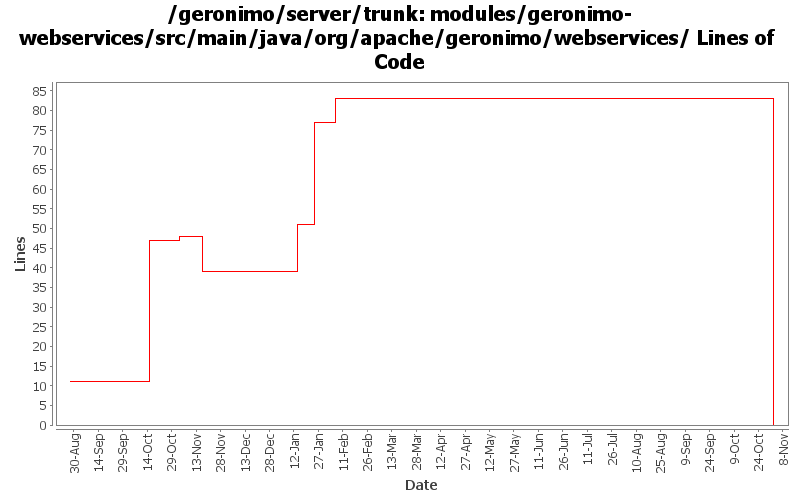 /geronimo/server/trunk: modules/geronimo-
webservices/src/main/java/org/apache/geronimo/webservices/ Lines of
Code
85
80
75
70
65
60
55
50
45
40
35
30
25
20
15
10
5
0
Lines
30-Aug
14-Sep
29-Sep
14-Oct
29-Oct
13-Nov
28-Nov
13-Dec
28-Dec
12-Jan
27-Jan
11-Feb
26-Feb
13-Mar
28-Mar
12-Apr
27-Apr
12-May
27-May
11-Jun
26-Jun
11-Jul
26-Jul
10-Aug
25-Aug
9-Sep
24-Sep
9-Oct
24-Oct
8-Nov
Date